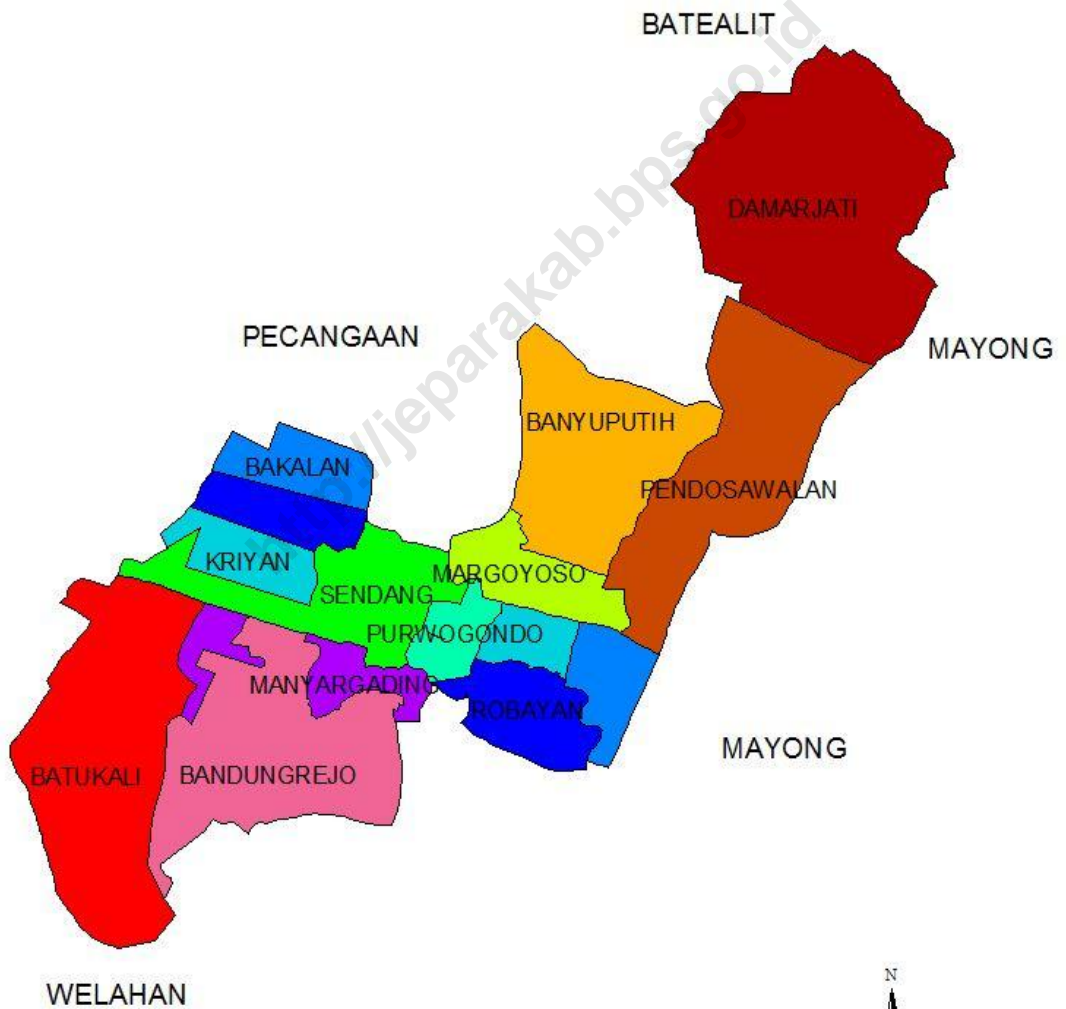 BATEALIT
http://jeparakab.bps.go.id
DAMARJATI
PECANGAAN
MAYONG
BANYUPUTIH
BAKALAN
PENDOSAWALAN
KRIYAN
MARGOYOSO
SENDANG
PURWOGONDO
MANYARGADING
ROBAYAN
MAYONG
BATUKALI
BANDUNGREJO
WELAHAN
N